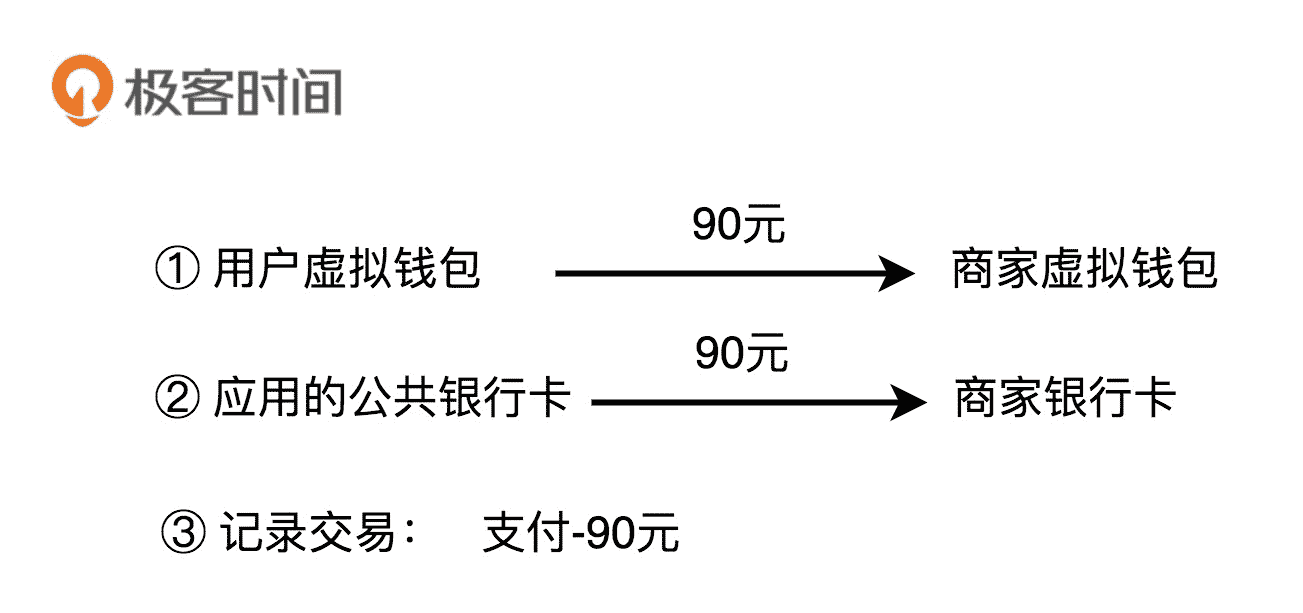 极客时间
90元
① 用户虚拟钱包 商家虚拟钱包
90元
② 应用的公共银行卡 商家银行卡
③ 记录交易： 支付-90元